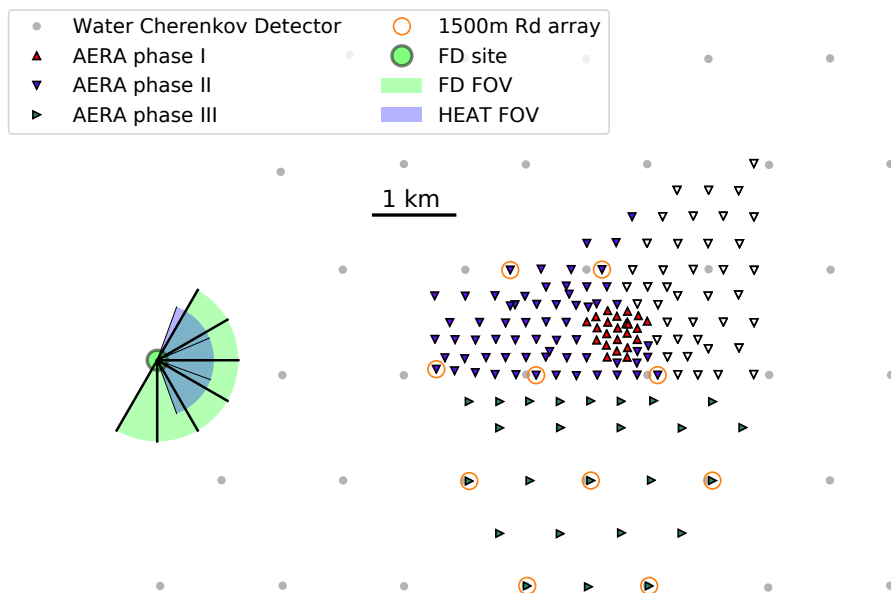 Water Cherenkov Detector
AERA phase I
AERA phase II
AERA phase III
1500m Rd array
FD site
FD FOV
HEAT FOV
1 km